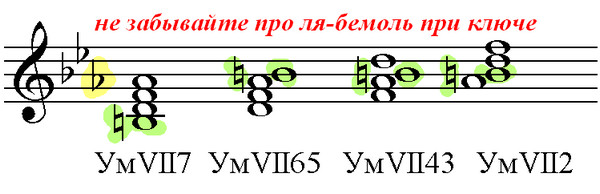 не забывайте про ля-бемоль при ключе
УмVII7 УмVII65 УмVII43 УмVII2